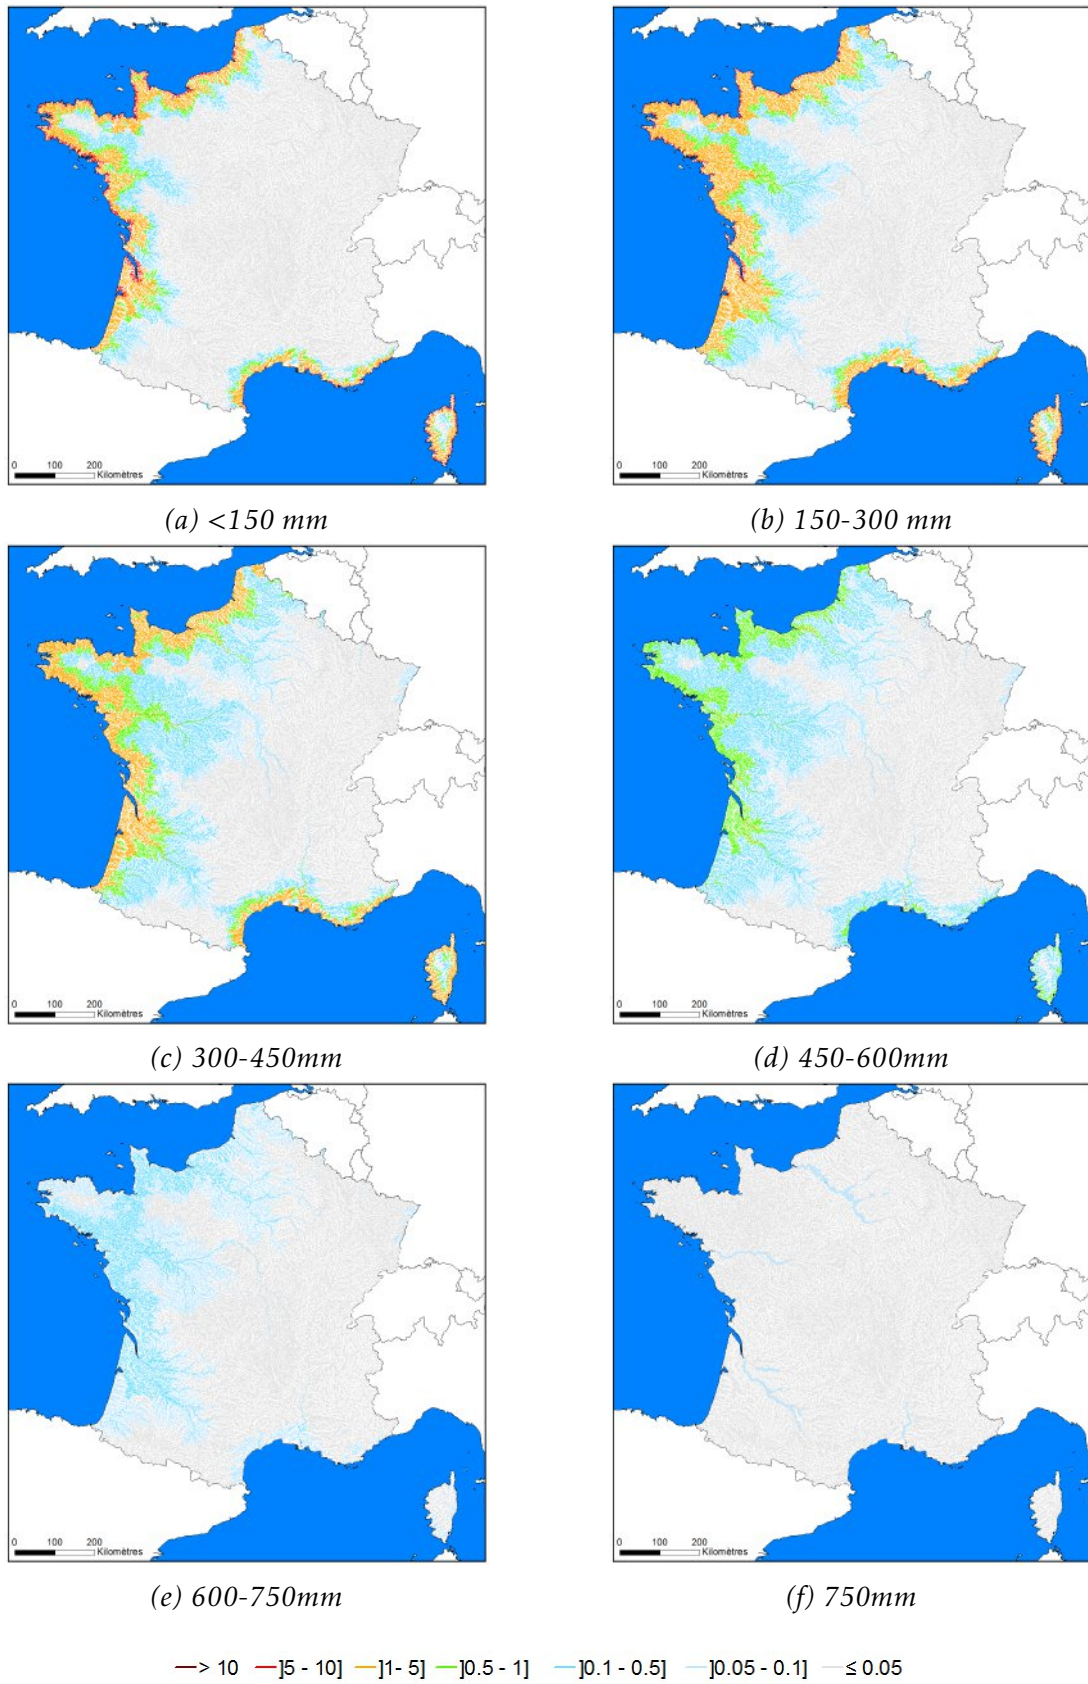 0 100 200
Kilomètres
0 100 200
Kilomètres
(a) <150 mm
(b) 150-300 mm
0 100 200
Kilomètres
0 100 200
Kilomètres
(c) 300-450mm
(d) 450-600mm
0 100 200
Kilomètres
0 100 200
Kilomètres
(e) 600-750mm
(f) 750mm
> 10 ]5 - 10] ]1- 5] ]0.5 - 1] ]0.1 - 0.5] ]0.05 - 0.1] ≤ 0.05